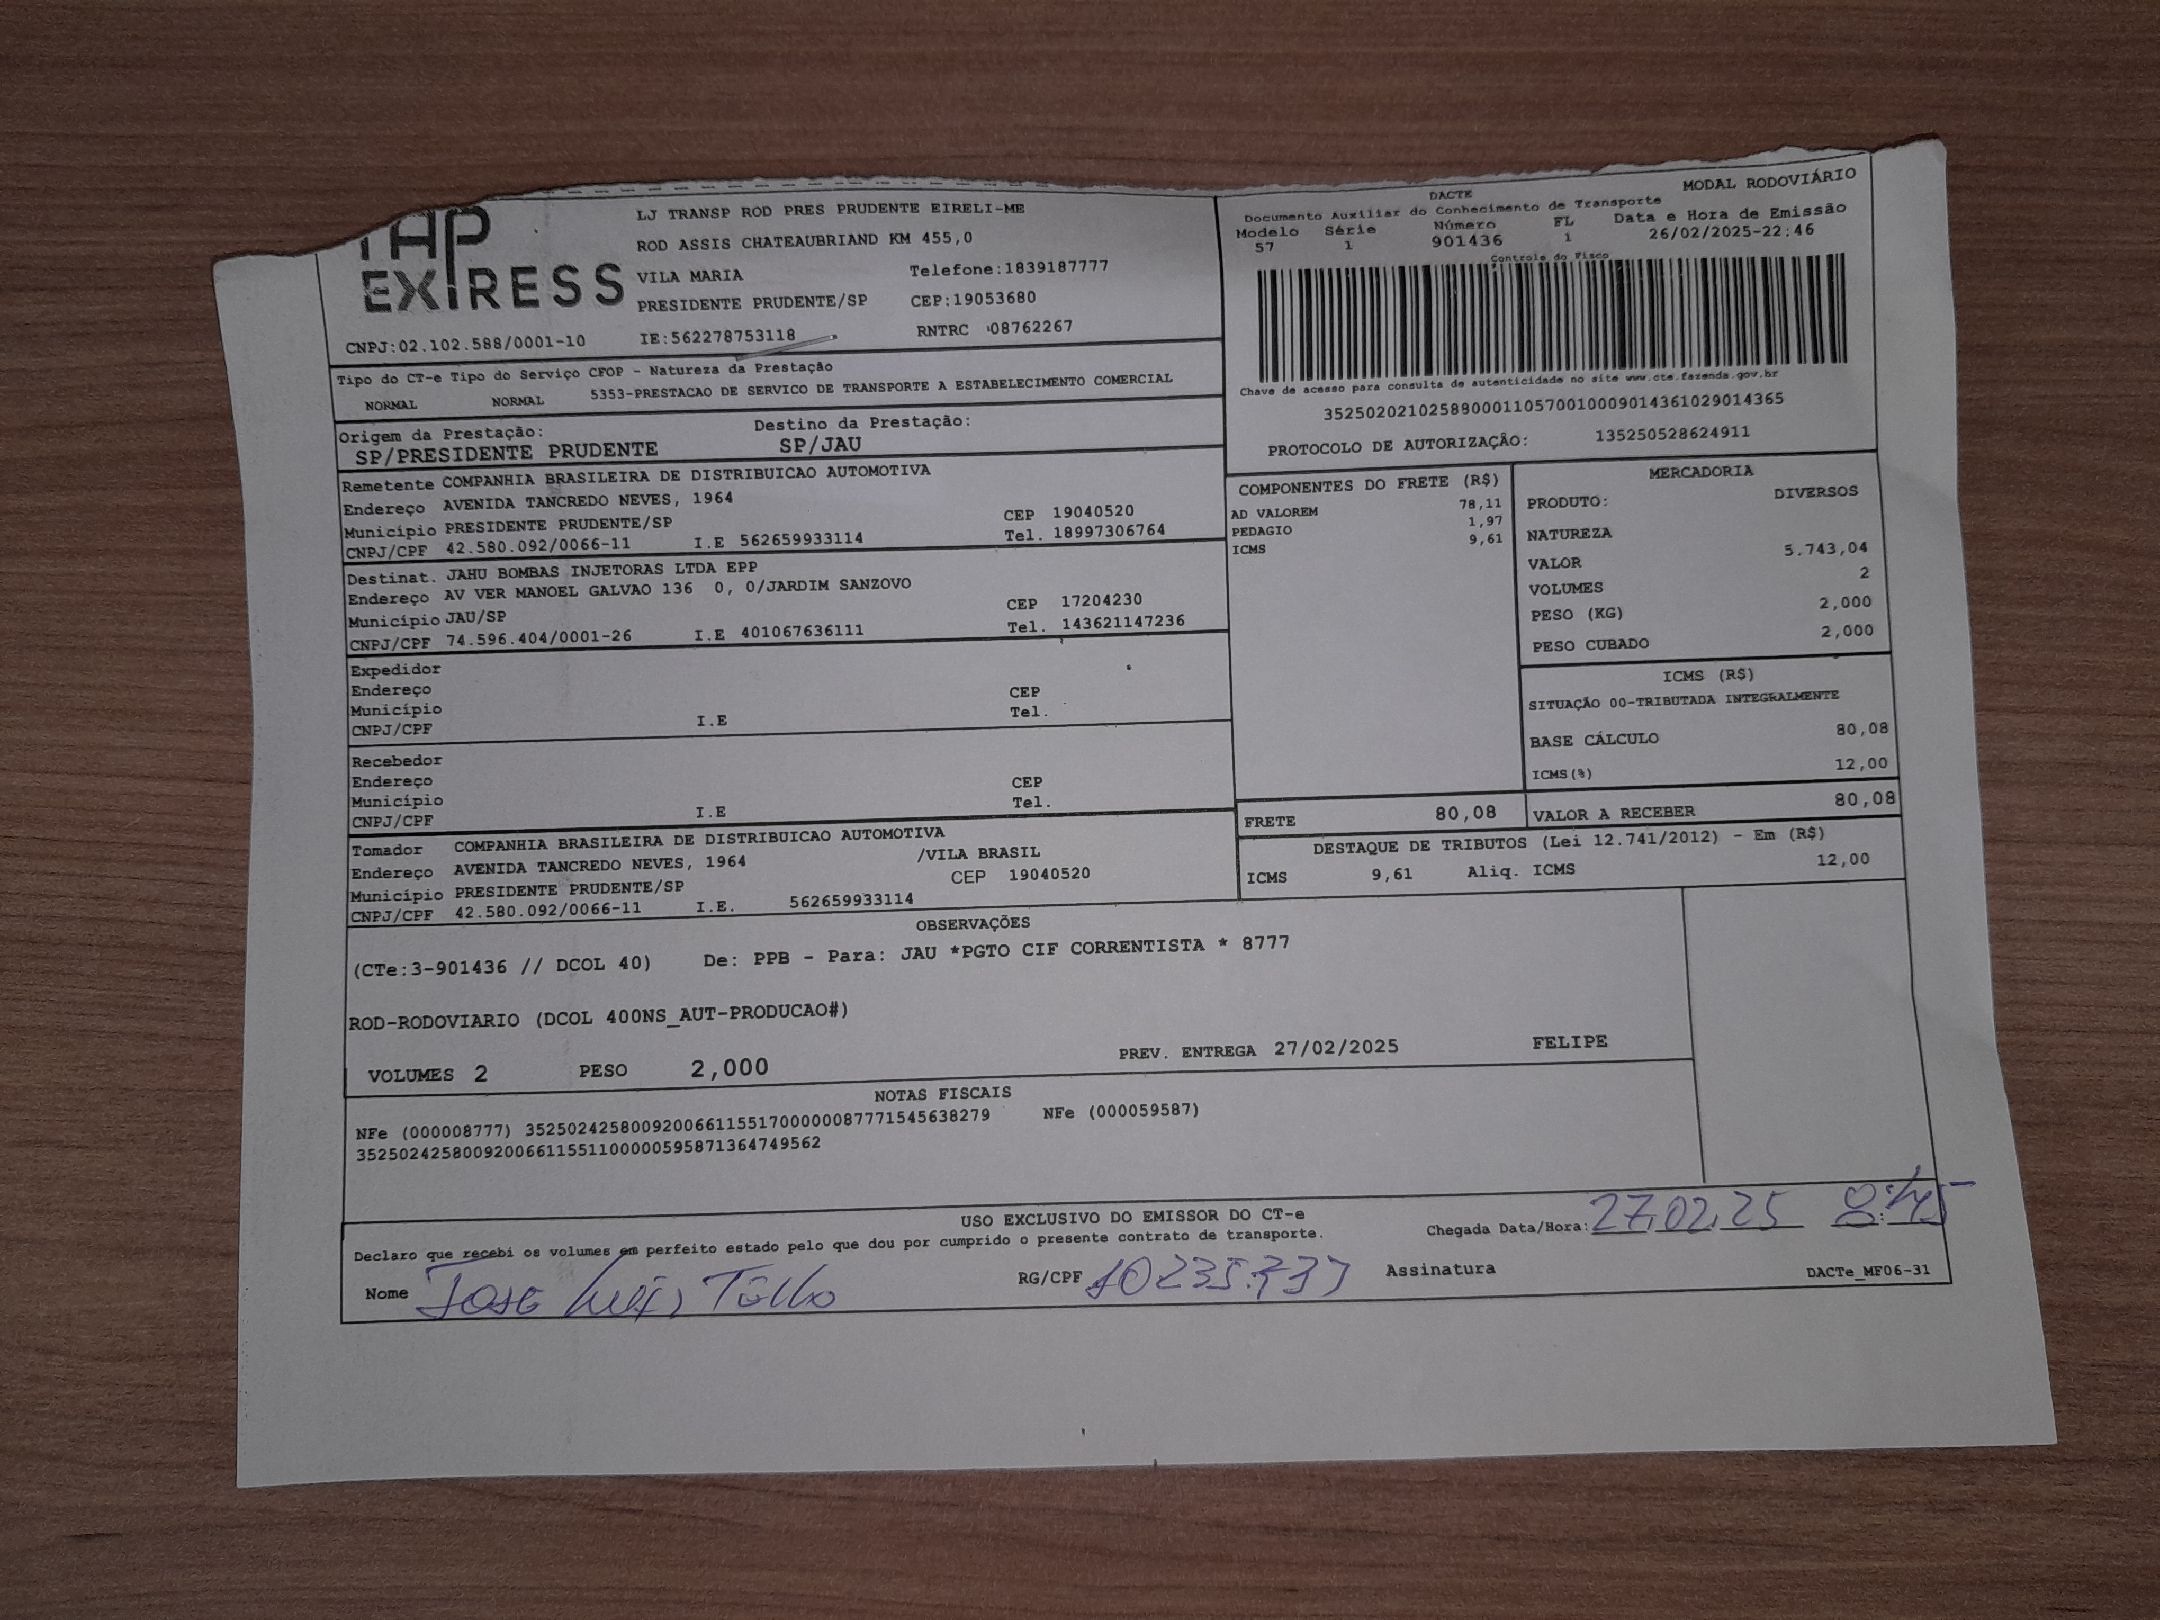 TAP
EXPRESS
LJ TRANSP ROD PRES PRUDENTE EIRELI-ME
ROD ASSIS CHATEAUBRIAND KM 455,0
VILA MARIA Telefone:1839187777
PRESIDENTE PRUDENTE/SP CEP:19053680
CNPJ:02.102.588/0001-10 IE:562278753118 RNTRC 08762267
DACTE MODAL RODOVIÁRIO
Documento Auxiliar do Conhecimento de Transporte
Modelo Série Número FL Data e Hora de Emissão
57 1 901436 1 26/02/2025-22:46
Controle do Fisco
Chave de acesso para consulta de autenticidade no site www.cte.fazenda.gov.br
35250202102588000110570010009014361029014365
PROTOCOLO DE AUTORIZAÇÃO: 135250528624911
Tipo do CT-e Tipo do Serviço CFOP - Natureza da Prestação
NORMAL NORMAL 5353-PRESTACAO DE SERVICO DE TRANSPORTE A ESTABELECIMENTO COMERCIAL
Origem da Prestação: Destino da Prestação:
SP/PRESIDENTE PRUDENTE SP/JAU
Remetente COMPANHIA BRASILEIRA DE DISTRIBUICAO AUTOMOTIVA
Endereço AVENIDA TANCREDO NEVES, 1964
Município PRESIDENTE PRUDENTE/SP CEP 19040520
CNPJ/CPF 42.580.092/0066-11 I.E 562659933114 Tel. 18997306764
Destinat. JAHU BOMBAS INJETORAS LTDA EPP
Endereço AV VER MANOEL GALVAO 136 0, 0/JARDIM SANZOVO
Município JAU/SP CEP 17204230
CNPJ/CPF 74.596.404/0001-26 I.E 401067636111 Tel. 143621147236
Expedidor
Endereço CEP
Município Tel.
CNPJ/CPF I.E
Recebedor
Endereço CEP
Município Tel.
CNPJ/CPF I.E
Tomador COMPANHIA BRASILEIRA DE DISTRIBUICAO AUTOMOTIVA
Endereço AVENIDA TANCREDO NEVES, 1964 /VILA BRASIL
Município PRESIDENTE PRUDENTE/SP CEP 19040520
CNPJ/CPF 42.580.092/0066-11 I.E. 562659933114
COMPONENTES DO FRETE (R$)
AD VALOREM 78,11
PEDAGIO 1,97
ICMS 9,61
MERCADORIA
PRODUTO: DIVERSOS
NATUREZA
VALOR 5.743,04
VOLUMES 2
PESO (KG) 2,000
PESO CUBADO 2,000
ICMS (R$)
SITUAÇÃO 00-TRIBUTADA INTEGRALMENTE
BASE CÁLCULO 80,08
ICMS(%) 12,00
FRETE 80,08 VALOR A RECEBER 80,08
DESTAQUE DE TRIBUTOS (Lei 12.741/2012) - Em (R$)
ICMS 9,61 Aliq. ICMS 12,00
OBSERVAÇÕES
(CTe:3-901436 // DCOL 40) De: PPB - Para: JAU *PGTO CIF CORRENTISTA * 8777
ROD-RODOVIARIO (DCOL 400NS_AUT-PRODUCAO#)
VOLUMES 2 PESO 2,000 PREV. ENTREGA 27/02/2025 FELIPE
NOTAS FISCAIS
NFe (000008777) 35250242580092006611551700000087771545638279 NFe (000059587)
35250242580092006611551100000595871364749562
USO EXCLUSIVO DO EMISSOR DO CT-e
Declaro que recebi os volumes em perfeito estado pelo que dou por cumprido o presente contrato de transporte. Chegada Data/Hora: 27.02.25 8:45
Nome Jose Luis RG/CPF Assinatura DACTe_MF06-31